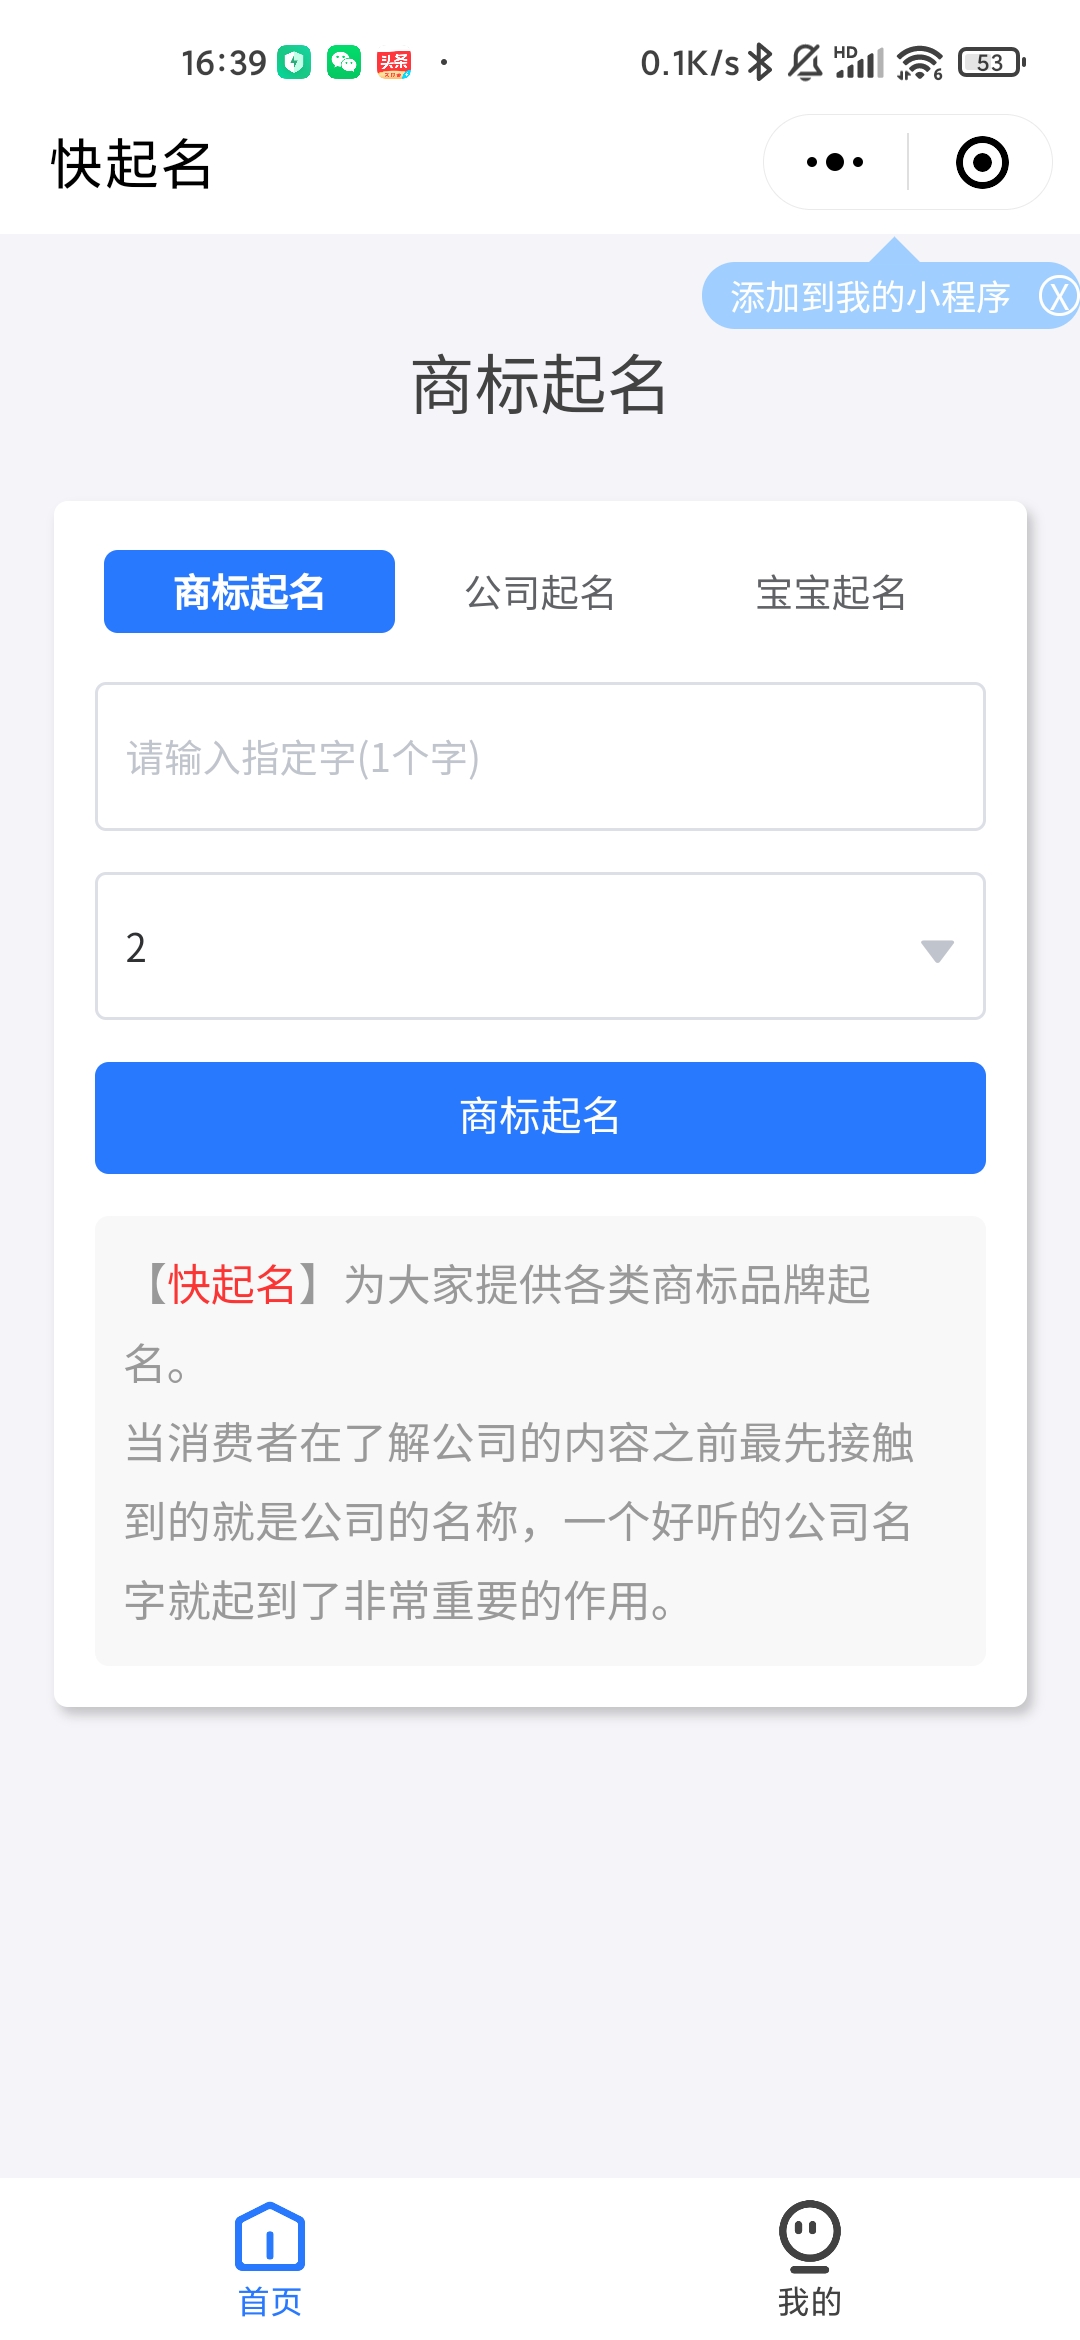 16:39 头条 · 0.1K/s HD 6 53
快起名
添加到我的小程序 X
商标起名
商标起名 公司起名 宝宝起名
请输入指定字(1个字)
2
商标起名
【快起名】为大家提供各类商标品牌起
名。
当消费者在了解公司的内容之前最先接触
到的就是公司的名称，一个好听的公司名
字就起到了非常重要的作用。
首页 我的